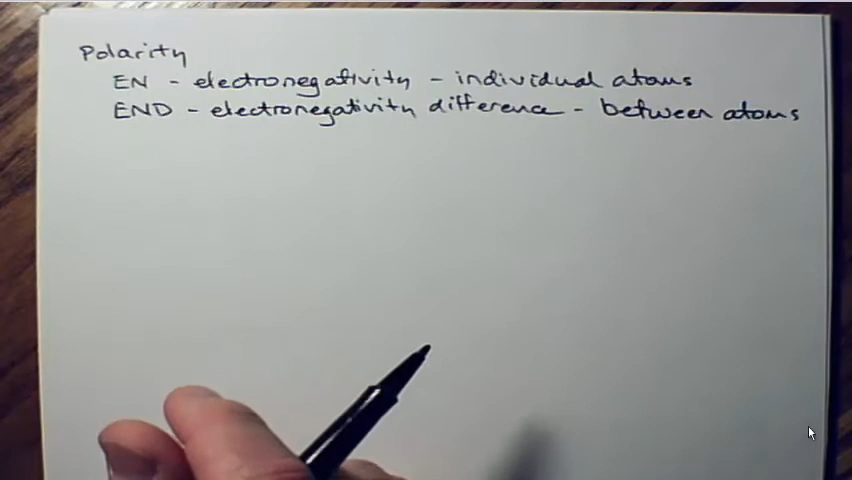 Polarity
EN - electronegativity - individual atoms
END - electronegativity difference - between atoms